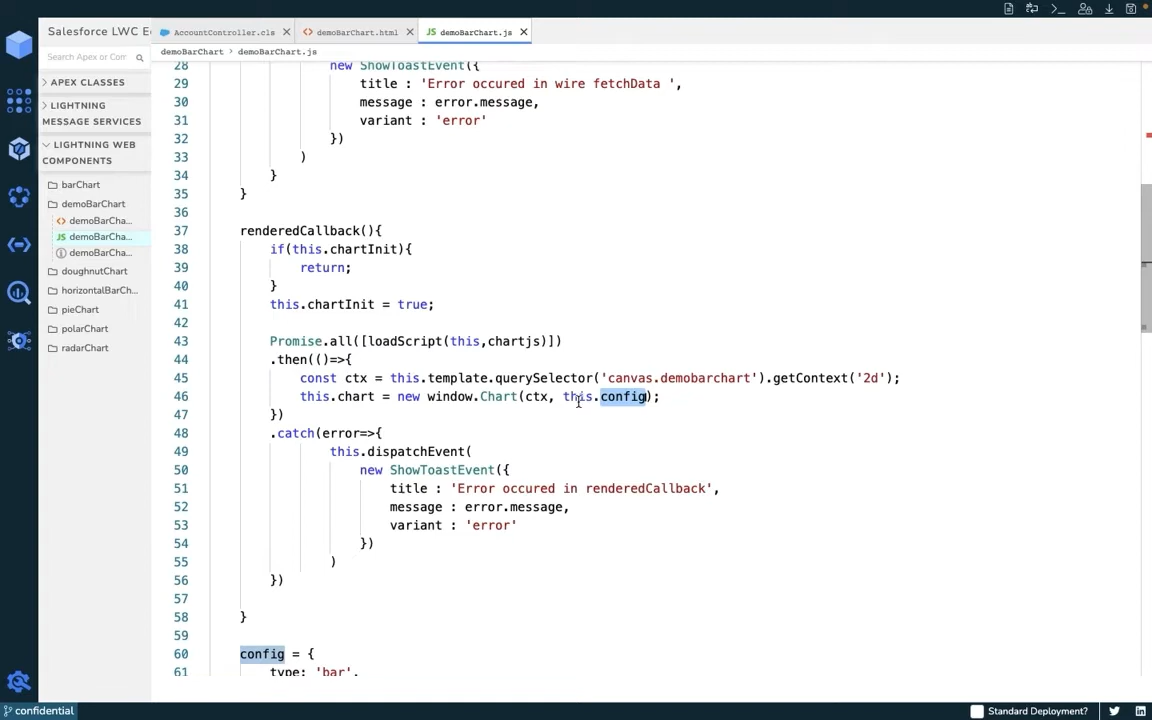 Salesforce LWC Ec
AccountController.cls
demoBarChart.html
demoBarChart.js
Search Apex or Com
demoBarChart > demoBarChart.js
APEX CLASSES
LIGHTNING
MESSAGE SERVICES
LIGHTNING WEB
COMPONENTS
barChart
demoBarChart
demoBarCha...
demoBarCha...
demoBarCha...
doughnutChart
horizontalBarCh...
pieChart
polarChart
radarChart
28 new ShowToastEvent({
29 title : 'Error occured in wire fetchData ',
30 message : error.message,
31 variant : 'error'
32 })
33 )
34 }
35 }
36
37 renderedCallback(){
38 if(this.chartInit){
39 return;
40 }
41 this.chartInit = true;
42
43 Promise.all([loadScript(this,chartjs)])
44 .then(()=>{
45 const ctx = this.template.querySelector('canvas.demobarchart').getContext('2d');
46 this.chart = new window.Chart(ctx, this.config);
47 })
48 .catch(error=>{
49 this.dispatchEvent(
50 new ShowToastEvent({
51 title : 'Error occured in renderedCallback',
52 message : error.message,
53 variant : 'error'
54 })
55 )
56 })
57
58 }
59
60 config = {
61 type: 'bar',
confidential
Standard Deployment?